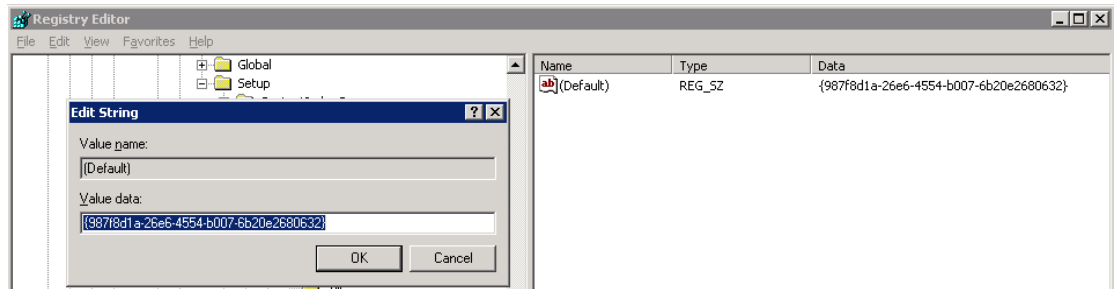 Registry Editor
File Edit View Favorites Help
Global
Setup
Name Type Data
ab (Default) REG_SZ {987f8d1a-26e6-4554-b007-6b20e2680632}
Edit String
Value name:
(Default)
Value data:
{987f8d1a-26e6-4554-b007-6b20e2680632}
OK Cancel